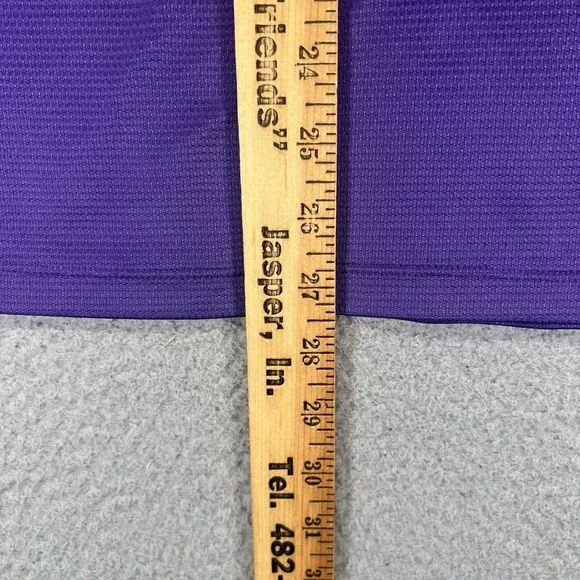 Friends"
Jasper, In.
Tel. 482-
24
25
26
27
28
29
30
31